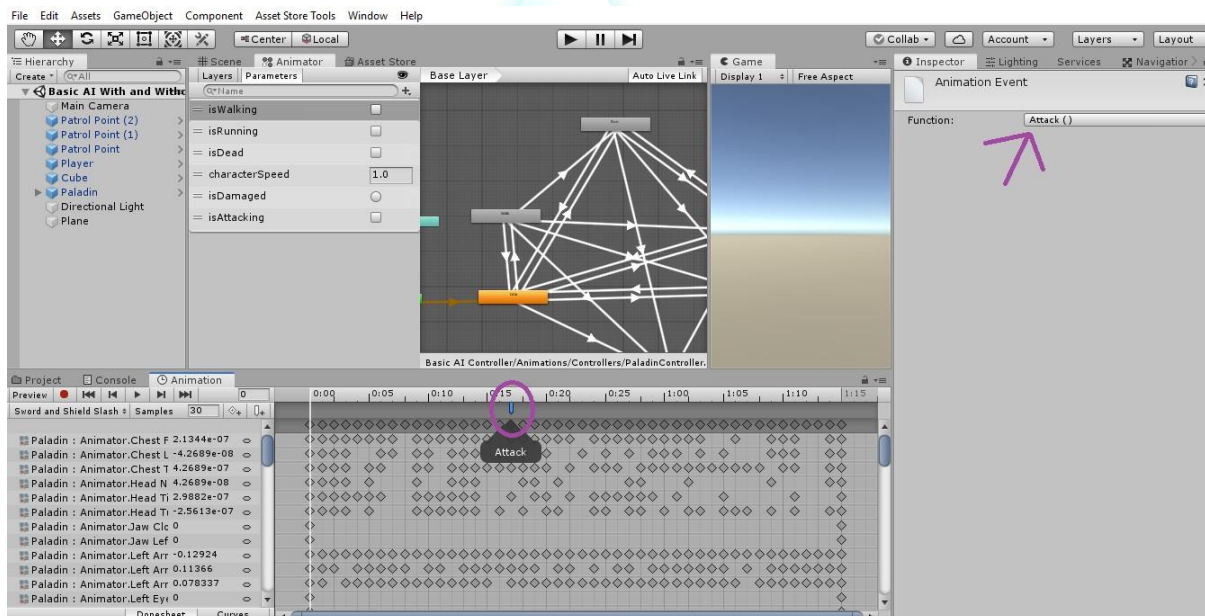 File Edit Assets GameObject Component Asset Store Tools Window Help
Center Local Collab Account Layers Layout
Hierarchy Scene Animator Asset Store Game Inspector Lighting Services Navigation
Create All Layers Parameters Base Layer Auto Live Link Display 1 Free Aspect Animation Event
Basic AI With and Witho Name
Main Camera isWalking
Patrol Point (2)
Patrol Point (1) isRunning
Patrol Point isDead
Player
Cube characterSpeed 1.0
Paladin isDamaged
Directional Light
Plane isAttacking
Function: Attack ( )
Basic AI Controller/Animations/Controllers/PaladinController.
Project Console Animation
Preview 0 0:00 0:05 0:10 0:15 0:20 0:25 1:00 1:05 1:10 1:15
Sword and Shield Slash Samples 30
Attack
Paladin : Animator.Chest F 2.1344e-07
Paladin : Animator.Chest L -4.2689e-08
Paladin : Animator.Chest T 4.2689e-07
Paladin : Animator.Head N 4.2689e-08
Paladin : Animator.Head Ti 2.9882e-07
Paladin : Animator.Head Tu -2.5613e-07
Paladin : Animator.Jaw Clo 0
Paladin : Animator.Jaw Lef 0
Paladin : Animator.Left Arr -0.12924
Paladin : Animator.Left Arr 0.11366
Paladin : Animator.Left Arr 0.078337
Paladin : Animator.Left Eye 0
Dopesheet Curves